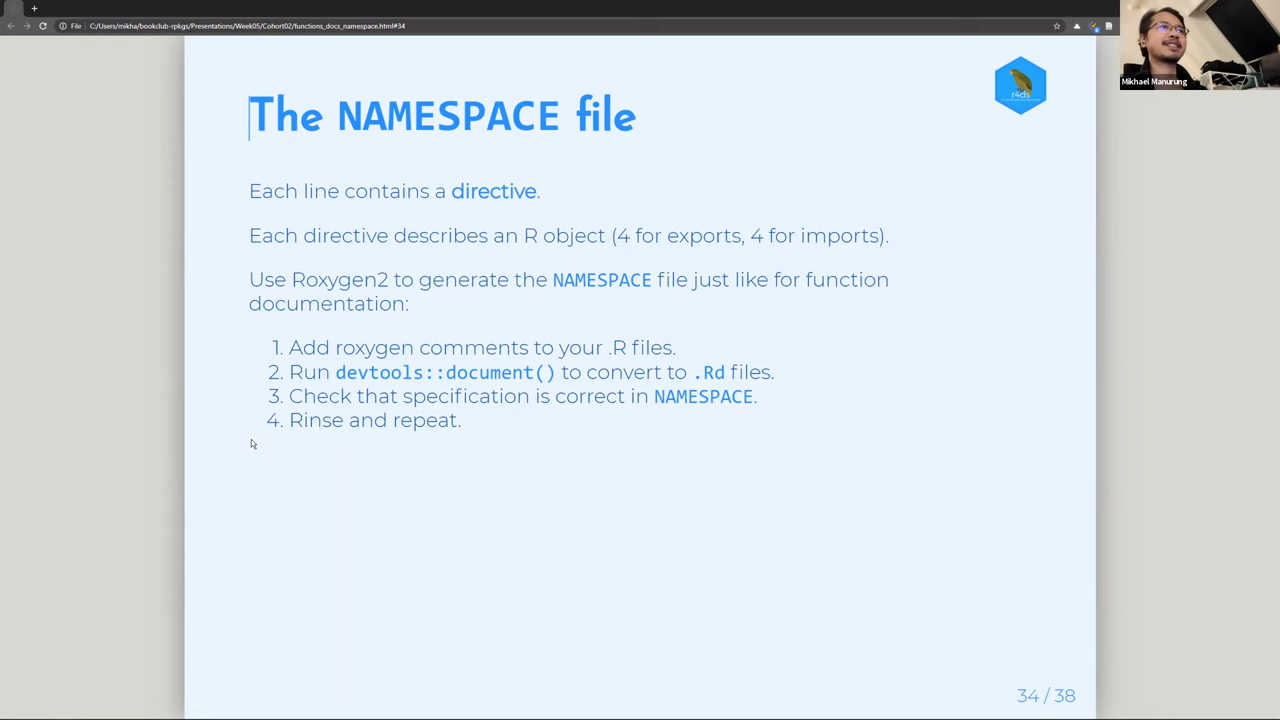 File
C:/Users/mikha/bookclub-rpkgs/Presentations/Week05/Cohort02/functions_docs_namespace.html#34
Mikhael Manurung
The NAMESPACE file
r4ds
Each line contains a directive.
Each directive describes an R object (4 for exports, 4 for imports).
Use Roxygen2 to generate the NAMESPACE file just like for function
documentation:
1. Add roxygen comments to your .R files.
2. Run devtools::document() to convert to .Rd files.
3. Check that specification is correct in NAMESPACE.
4. Rinse and repeat.
34 / 38